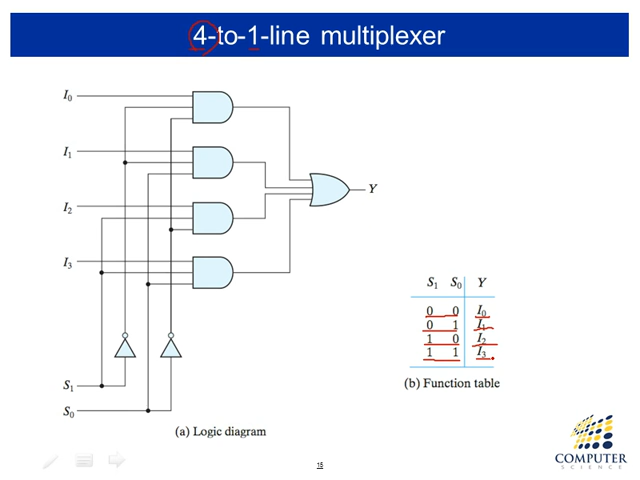 4-to-1-line multiplexer
I₀
I₁
I₂
I₃
Y
S₁
S₀
(a) Logic diagram
S₁ S₀ Y
0 0 I₀
0 1 I₁
1 0 I₂
1 1 I₃
(b) Function table
COMPUTER
SCIENCE
15